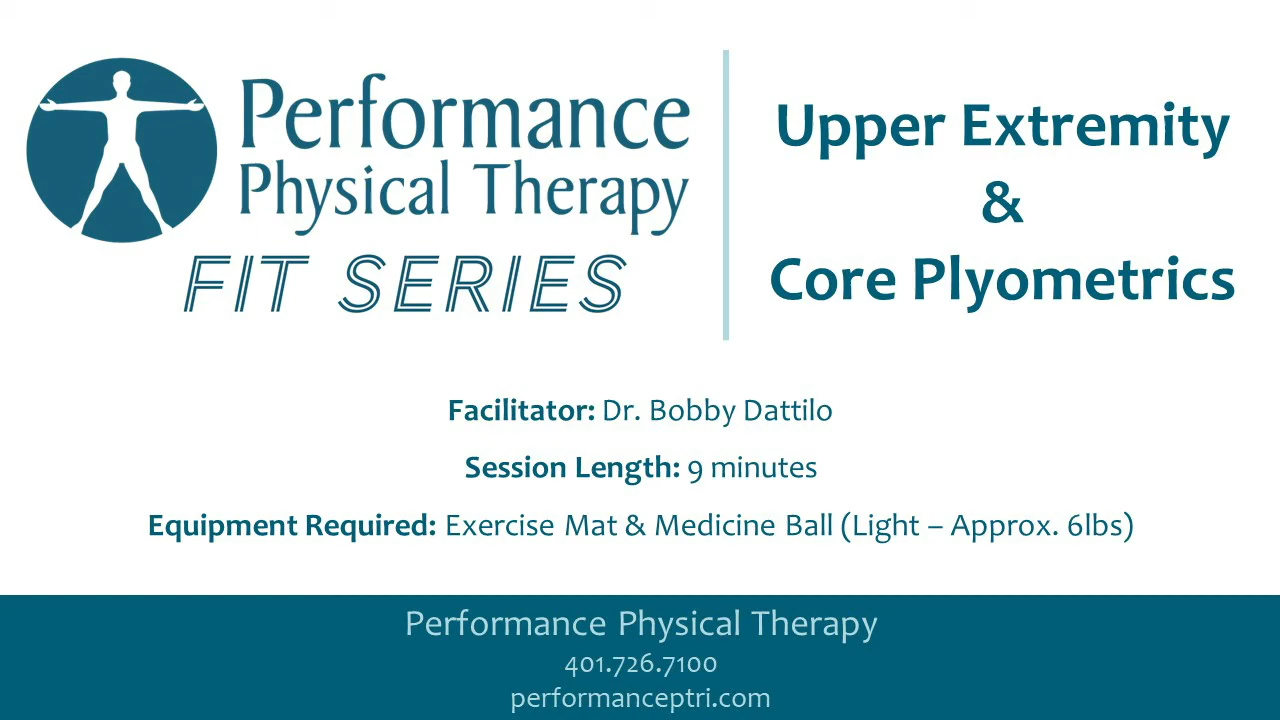 Performance
Physical Therapy
FIT SERIES
Upper Extremity
&
Core Plyometrics
Facilitator: Dr. Bobby Dattilo
Session Length: 9 minutes
Equipment Required: Exercise Mat & Medicine Ball (Light – Approx. 6lbs)
Performance Physical Therapy
401.726.7100
performanceptri.com